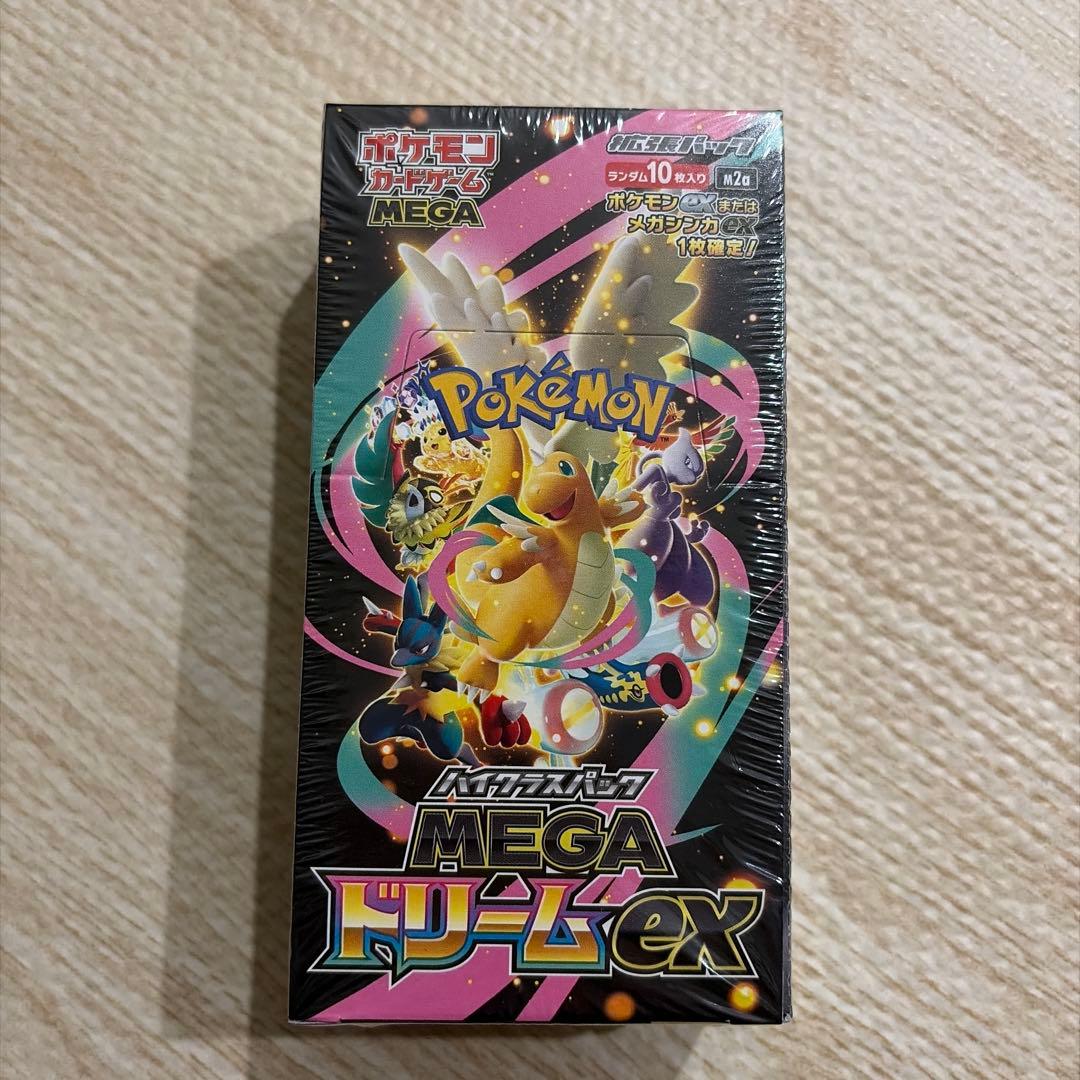 ポケモン
カードゲーム
MEGA
拡張パック
ランダム10枚入り M2a
ポケモンexまたは
メガシンカex
1枚確定!
POKéMON
TM
ハイクラスパック
MEGA
ドリームex